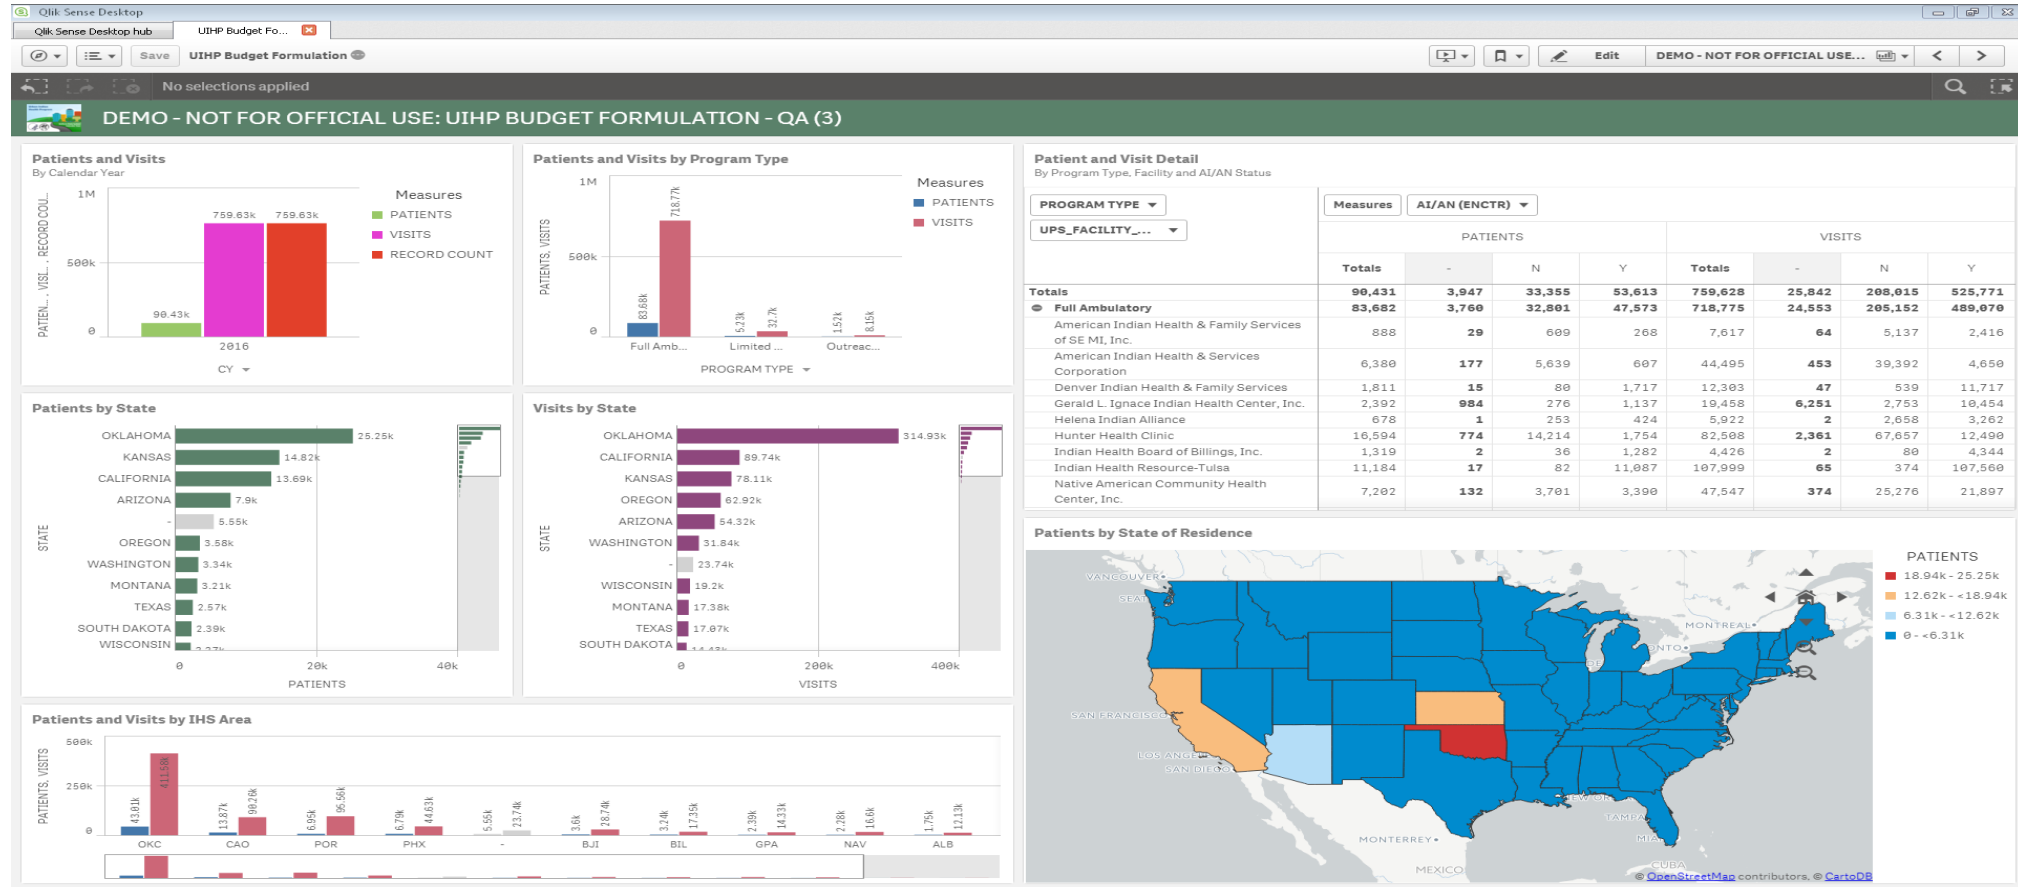 Qlik Sense Desktop
Qlik Sense Desktop hub
UIHP Budget Fo...
Save
UIHP Budget Formulation
Edit
DEMO - NOT FOR OFFICIAL USE...
No selections applied
DEMO - NOT FOR OFFICIAL USE: UIHP BUDGET FORMULATION - QA (3)
Patients and Visits
By Calendar Year
PATIEN... , VISI... , RECORD COU...
1M
500k
0
90.43k
759.63k
759.63k
2016
CY
Measures
PATIENTS
VISITS
RECORD COUNT
Patients and Visits by Program Type
PATIENTS, VISITS
1M
500k
0
83.68k
718.77k
5.23k
32.7k
1.52k
8.15k
Full Amb...
Limited ...
Outreac...
PROGRAM TYPE
Measures
PATIENTS
VISITS
Patient and Visit Detail
By Program Type, Facility and AI/AN Status
PROGRAM TYPE
UPS_FACILITY_...
Measures
AI/AN (ENCTR)
PATIENTS VISITS
Totals - N Y Totals - N Y
Totals 90,431 3,947 33,355 53,613 759,628 25,842 208,015 525,771
Full Ambulatory 83,682 3,760 32,801 47,573 718,775 24,553 205,152 489,070
American Indian Health & Family Services
of SE MI, Inc. 888 29 609 268 7,617 64 5,137 2,416
American Indian Health & Services
Corporation 6,380 177 5,639 607 44,495 453 39,392 4,650
Denver Indian Health & Family Services 1,811 15 80 1,717 12,303 47 539 11,717
Gerald L. Ignace Indian Health Center, Inc. 2,392 984 276 1,137 19,458 6,251 2,753 10,454
Helena Indian Alliance 678 1 253 424 5,922 2 2,658 3,262
Hunter Health Clinic 16,594 774 14,214 1,754 82,508 2,361 67,657 12,490
Indian Health Board of Billings, Inc. 1,319 2 36 1,282 4,426 2 80 4,344
Indian Health Resource-Tulsa 11,184 17 82 11,087 107,999 65 374 107,560
Native American Community Health
Center, Inc. 7,202 132 3,701 3,390 47,547 374 25,276 21,897
Patients by State
STATE
OKLAHOMA 25.25k
KANSAS 14.82k
CALIFORNIA 13.69k
ARIZONA 7.9k
- 5.55k
OREGON 3.58k
WASHINGTON 3.34k
MONTANA 3.21k
TEXAS 2.57k
SOUTH DAKOTA 2.39k
WISCONSIN
0 20k 40k
PATIENTS
Visits by State
STATE
OKLAHOMA 314.93k
CALIFORNIA 89.74k
KANSAS 78.11k
OREGON 62.92k
ARIZONA 54.32k
WASHINGTON 31.84k
- 23.74k
WISCONSIN 19.2k
MONTANA 17.38k
TEXAS 17.07k
SOUTH DAKOTA
0 200k 400k
VISITS
Patients by State of Residence
VANCOUVER
SEAT
SAN FRANCISCO
LOS ANGE
SAN DIEGO
MONTREAL
NTO
DE
NEW OR
TAMPA
MIA
MONTERREY
MEXICO
CUBA
PATIENTS
18.94k - 25.25k
12.62k - <18.94k
6.31k - <12.62k
0 - <6.31k
© OpenStreetMap contributors, © CartoDB
Patients and Visits by IHS Area
PATIENTS, VISITS
500k
250k
0
43.01k 411.58k
13.87k 90.26k
6.95k 95.56k
6.79k 44.63k
5.55k 23.74k
3.6k 28.74k
3.24k 17.35k
2.39k 14.33k
2.28k 16.6k
1.75k 12.13k
OKC CAO POR PHX - BJI BIL GPA NAV ALB